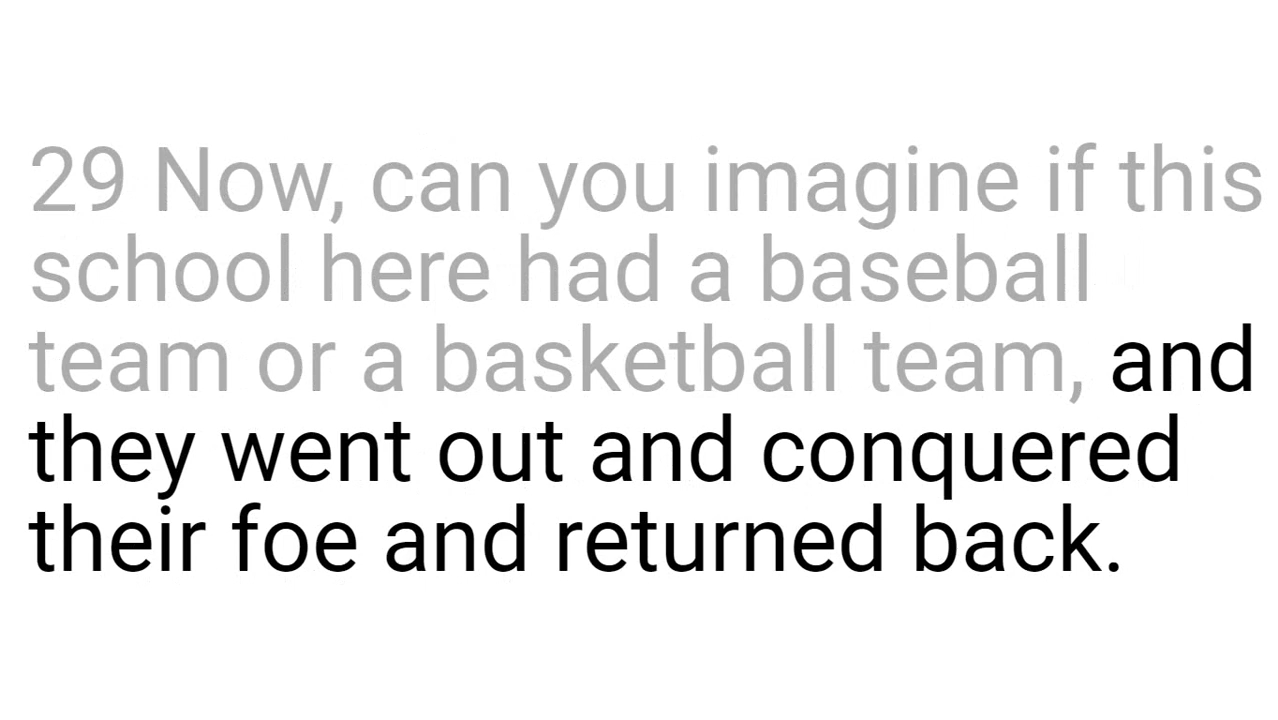 29 Now, can you imagine if this
school here had a baseball
team or a basketball team, and
they went out and conquered
their foe and returned back.